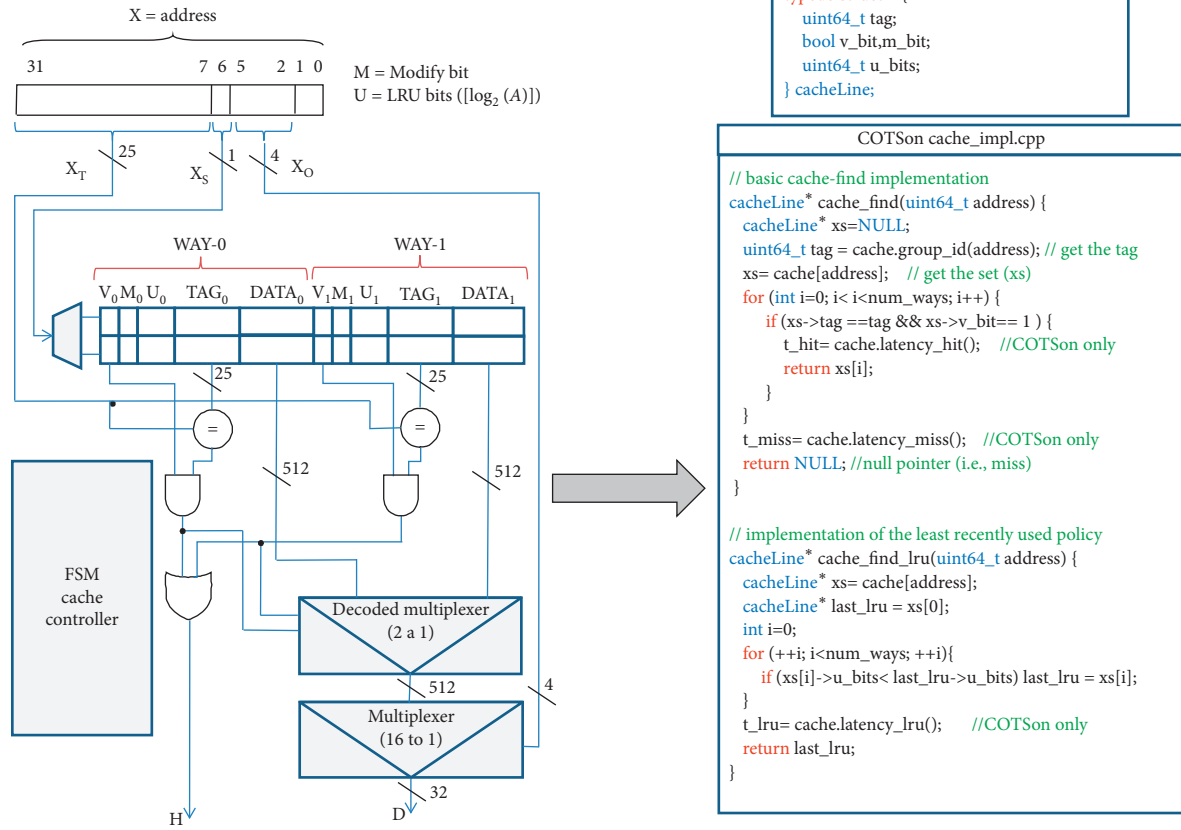 X = address
31 7 6 5 2 1 0
M = Modify bit
U = LRU bits ([log2 (A)])
25 1 4
XT XS XO
WAY-0 WAY-1
V0 M0 U0 TAG0 DATA0 V1 M1 U1 TAG1 DATA1
25 25
= =
512 512
FSM
cache
controller
Decoded multiplexer
(2 a 1)
512 4
Multiplexer
(16 to 1)
32
H D
uint64_t tag;
bool v_bit,m_bit;
uint64_t u_bits;
} cacheLine;
COTSon cache_impl.cpp
// basic cache-find implementation
cacheLine* cache_find(uint64_t address) {
cacheLine* xs=NULL;
uint64_t tag = cache.group_id(address); // get the tag
xs= cache[address]; // get the set (xs)
for (int i=0; i< i<num_ways; i++) {
if (xs->tag ==tag && xs->v_bit== 1 ) {
t_hit= cache.latency_hit(); //COTSon only
return xs[i];
}
}
t_miss= cache.latency_miss(); //COTSon only
return NULL; //null pointer (i.e., miss)
}
// implementation of the least recently used policy
cacheLine* cache_find_lru(uint64_t address) {
cacheLine* xs= cache[address];
cacheLine* last_lru = xs[0];
int i=0;
for (++i; i<num_ways; ++i){
if (xs[i]->u_bits< last_lru->u_bits) last_lru = xs[i];
}
t_lru= cache.latency_lru(); //COTSon only
return last_lru;
}